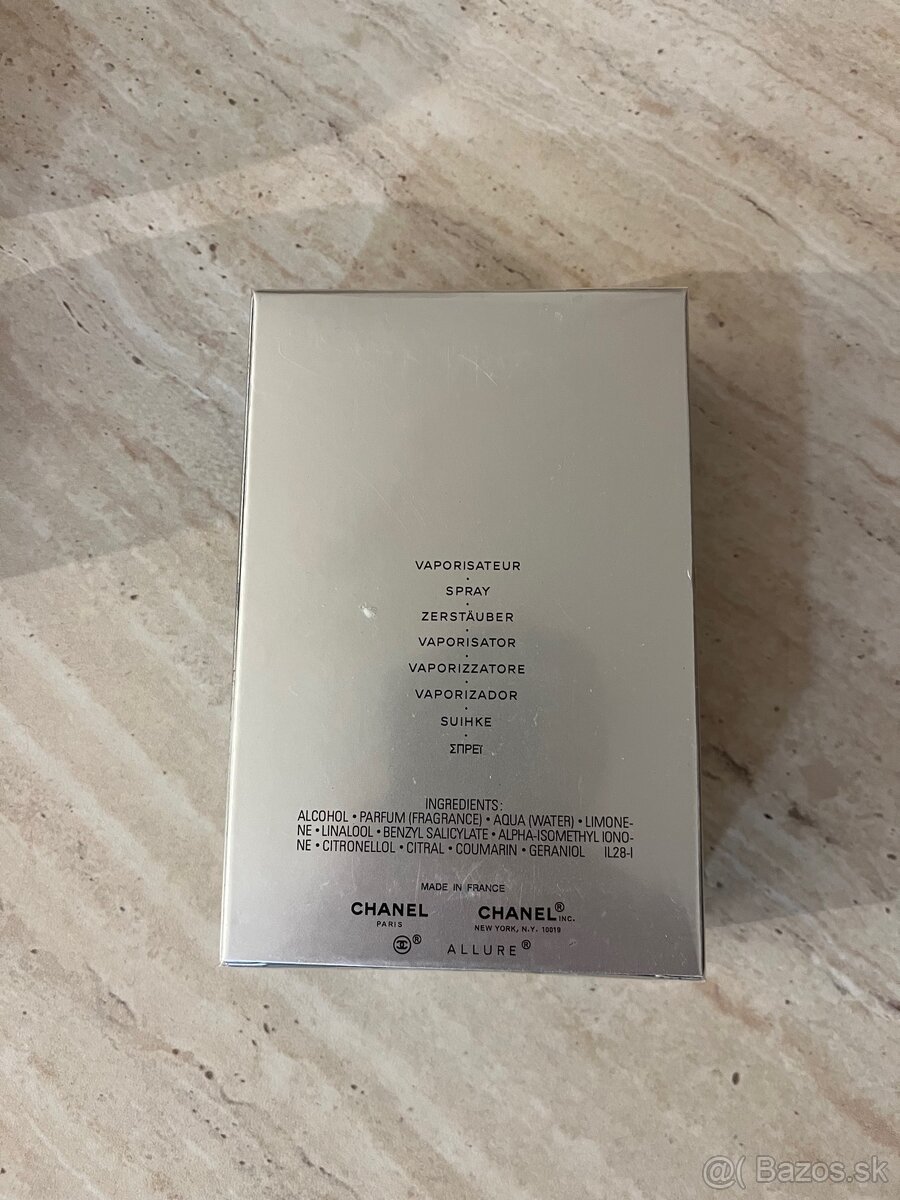 VAPORISATEUR
·
SPRAY
·
ZERSTÄUBER
·
VAPORISATOR
·
VAPORIZZATORE
·
VAPORIZADOR
·
SUIHKE
·
ΣΠΡΕΪ
INGREDIENTS:
ALCOHOL • PARFUM (FRAGRANCE) • AQUA (WATER) • LIMONE-
NE • LINALOOL • BENZYL SALICYLATE • ALPHA-ISOMETHYL IONO-
NE • CITRONELLOL • CITRAL • COUMARIN • GERANIOL IL28-I
MADE IN FRANCE
CHANEL CHANEL® INC.
PARIS NEW YORK, N.Y. 10019
® ALLURE®
@( Bazos.sk